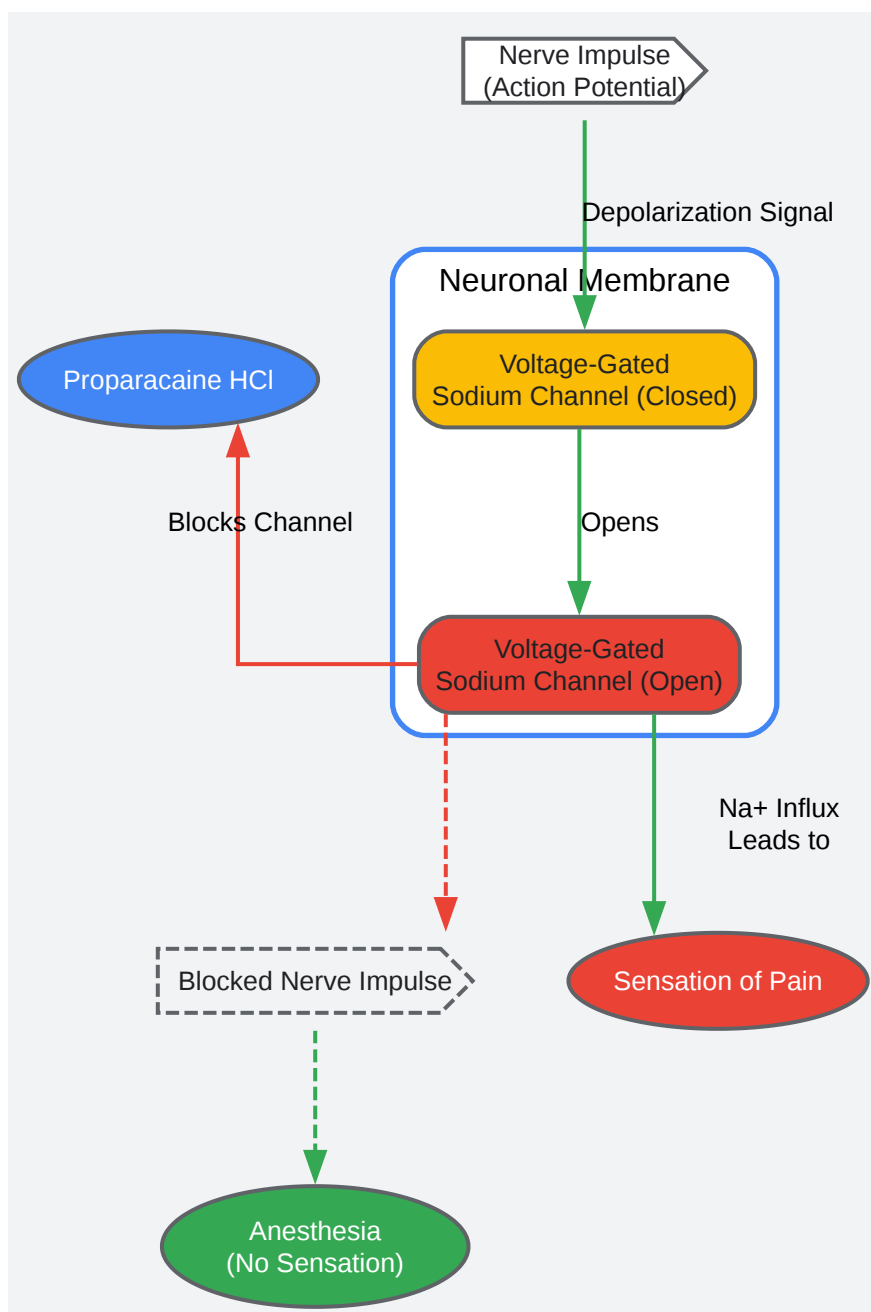 Nerve Impulse
(Action Potential)
Depolarization Signal
Neuronal Membrane
Voltage-Gated
Sodium Channel (Closed)
Proparacaine HCl
Blocks Channel
Opens
Voltage-Gated
Sodium Channel (Open)
Na+ Influx
Leads to
Blocked Nerve Impulse
Sensation of Pain
Anesthesia
(No Sensation)